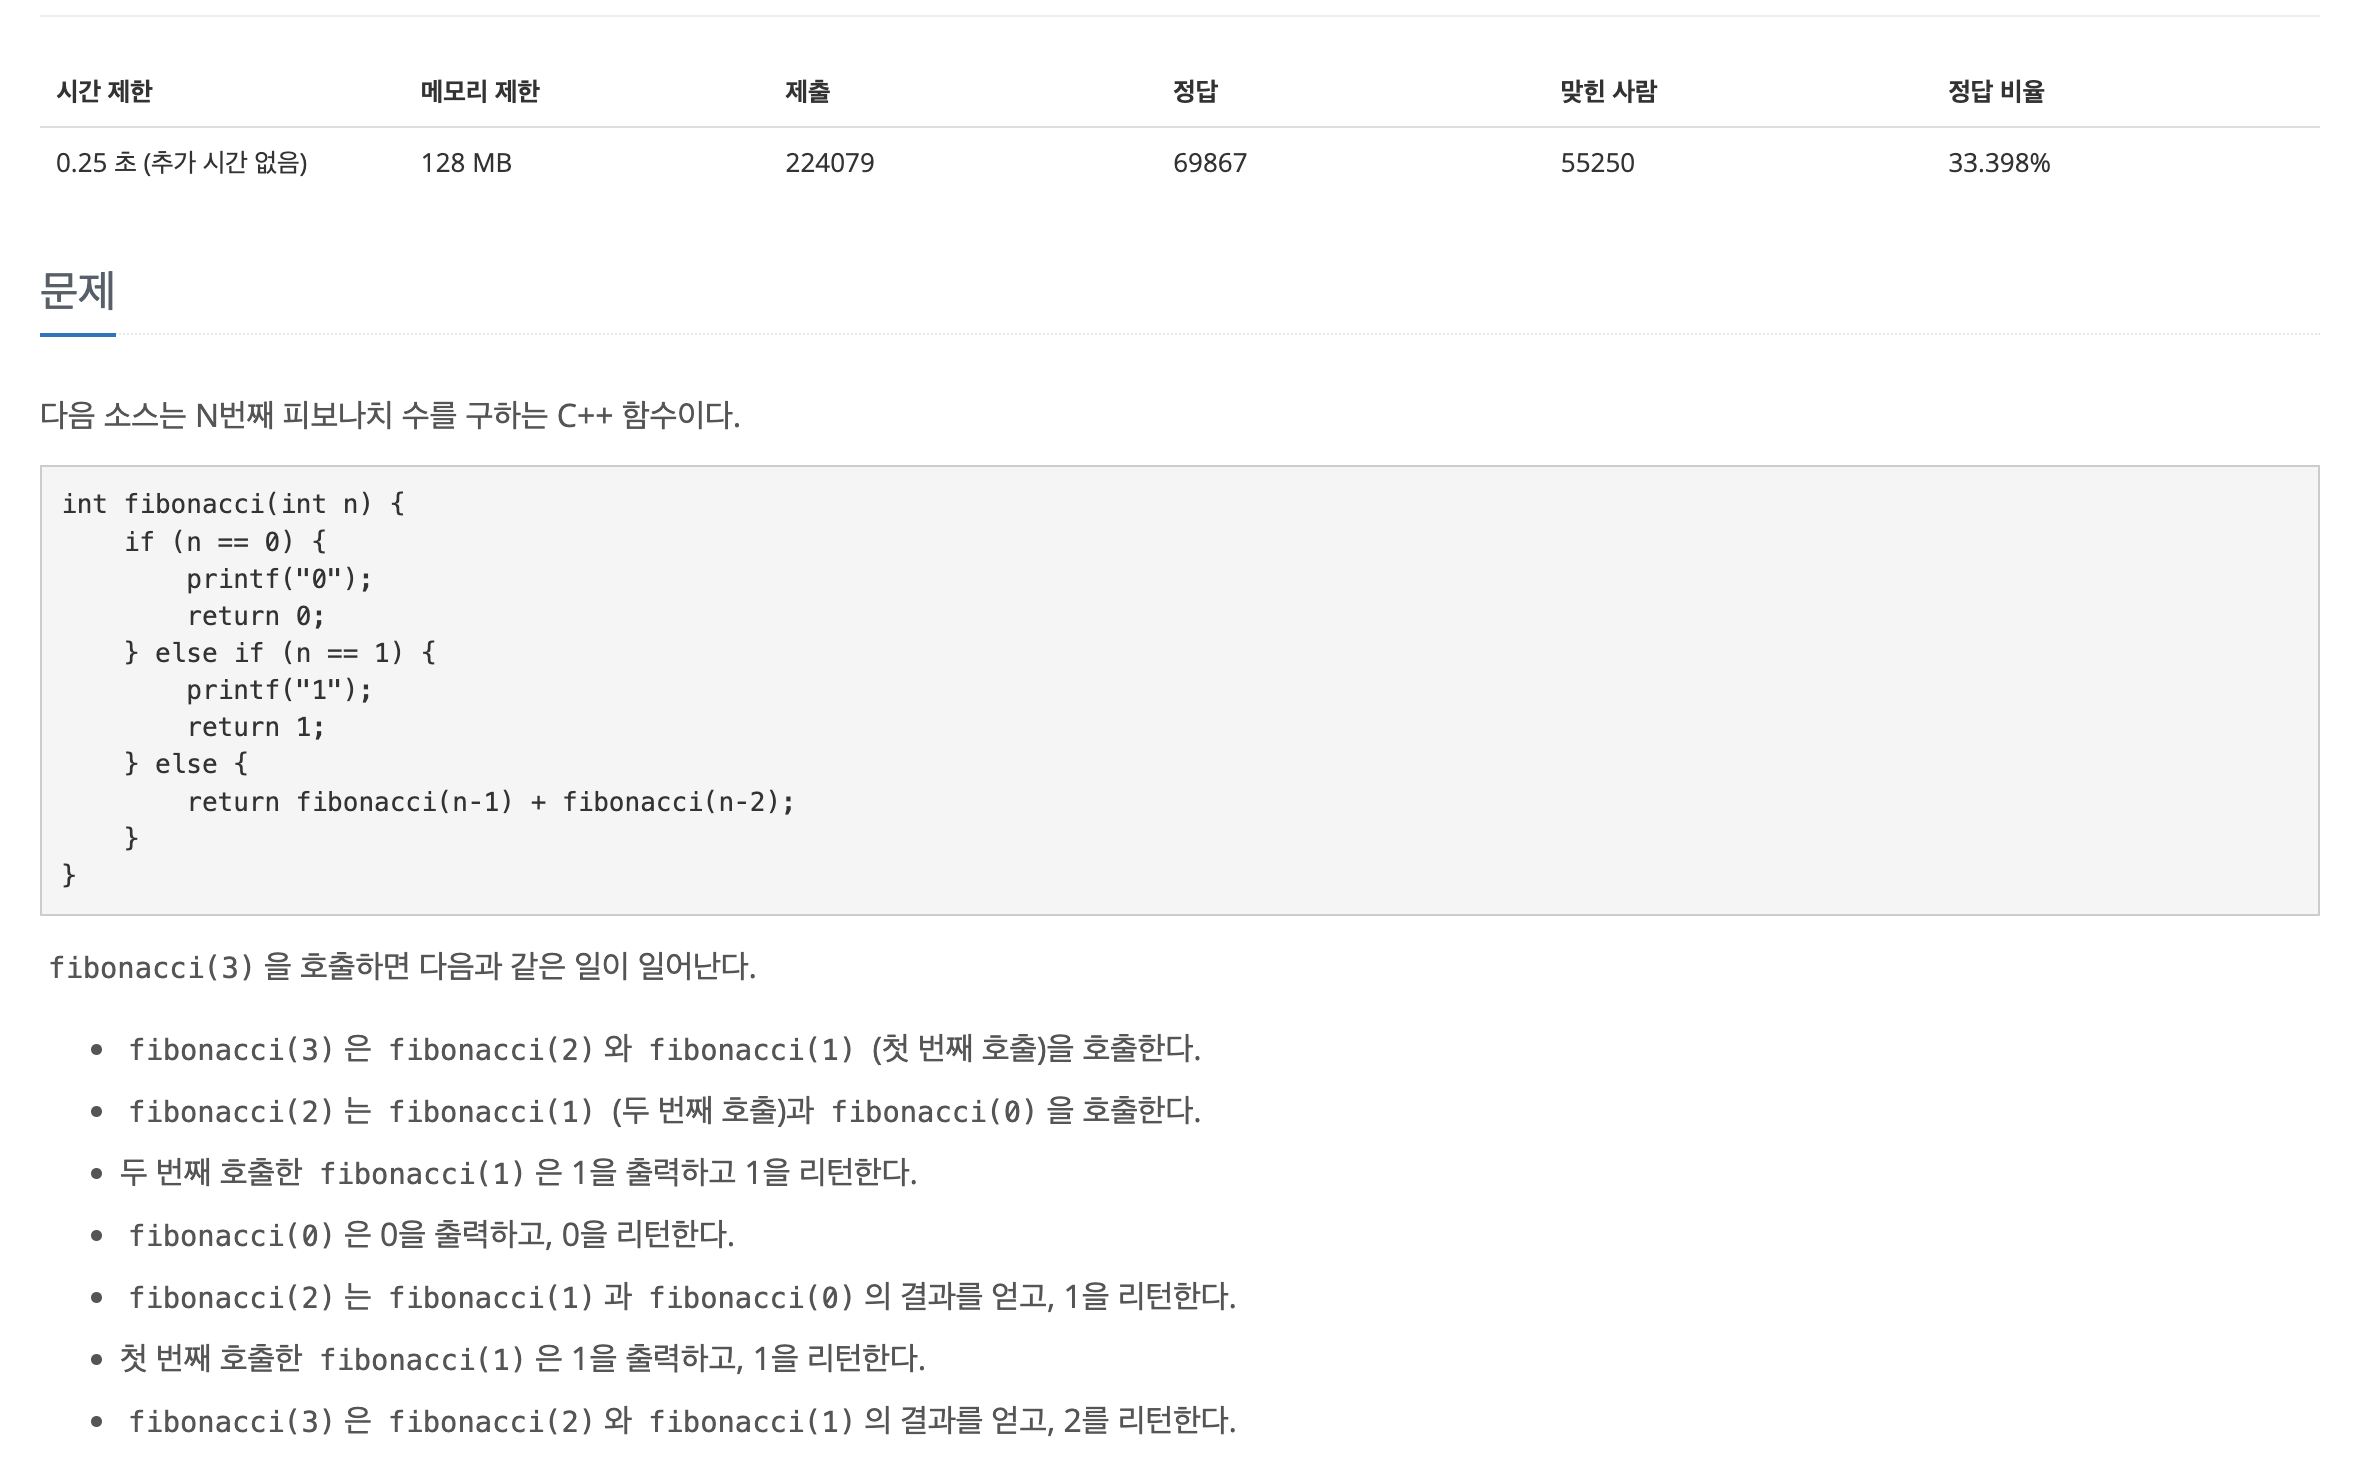 시간 제한 메모리 제한 제출 정답 맞힌 사람 정답 비율
0.25 초 (추가 시간 없음) 128 MB 224079 69867 55250 33.398%
문제
다음 소스는 N번째 피보나치 수를 구하는 C++ 함수이다.
int fibonacci(int n) {
    if (n == 0) {
        printf("0");
        return 0;
    } else if (n == 1) {
        printf("1");
        return 1;
    } else {
        return fibonacci(n-1) + fibonacci(n-2);
    }
}
fibonacci(3)을 호출하면 다음과 같은 일이 일어난다.
• fibonacci(3)은 fibonacci(2)와 fibonacci(1) (첫 번째 호출)을 호출한다.
• fibonacci(2)는 fibonacci(1) (두 번째 호출)과 fibonacci(0)을 호출한다.
• 두 번째 호출한 fibonacci(1)은 1을 출력하고 1을 리턴한다.
• fibonacci(0)은 0을 출력하고, 0을 리턴한다.
• fibonacci(2)는 fibonacci(1)과 fibonacci(0)의 결과를 얻고, 1을 리턴한다.
• 첫 번째 호출한 fibonacci(1)은 1을 출력하고, 1을 리턴한다.
• fibonacci(3)은 fibonacci(2)와 fibonacci(1)의 결과를 얻고, 2를 리턴한다.